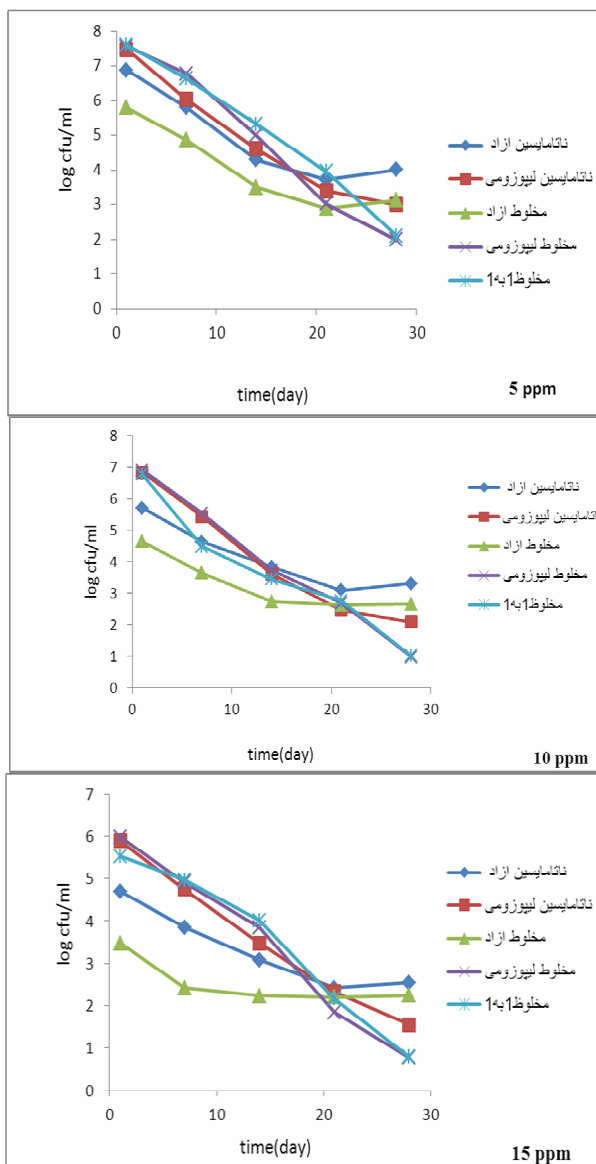 8
7
6
5
4
3
2
1
0
log cfu/ml
0 10 20 30
time(day)
ناتامایسین ازاد
ناتامایسین لیپوزومی
مخلوط ازاد
مخلوط لیپوزومی
مخلوظ1به1
5 ppm
8
7
6
5
4
3
2
1
0
log cfu/ml
0 10 20 30
time(day)
ناتامایسین ازاد
ناتامایسین لیپوزومی
مخلوط ازاد
مخلوط لیپوزومی
مخلوظ1به1
10 ppm
7
6
5
4
3
2
1
0
log cfu/ml
0 10 20 30
time(day)
ناتامایسین ازاد
ناتامایسین لیپوزومی
مخلوط ازاد
مخلوط لیپوزومی
مخلوظ1به1
15 ppm